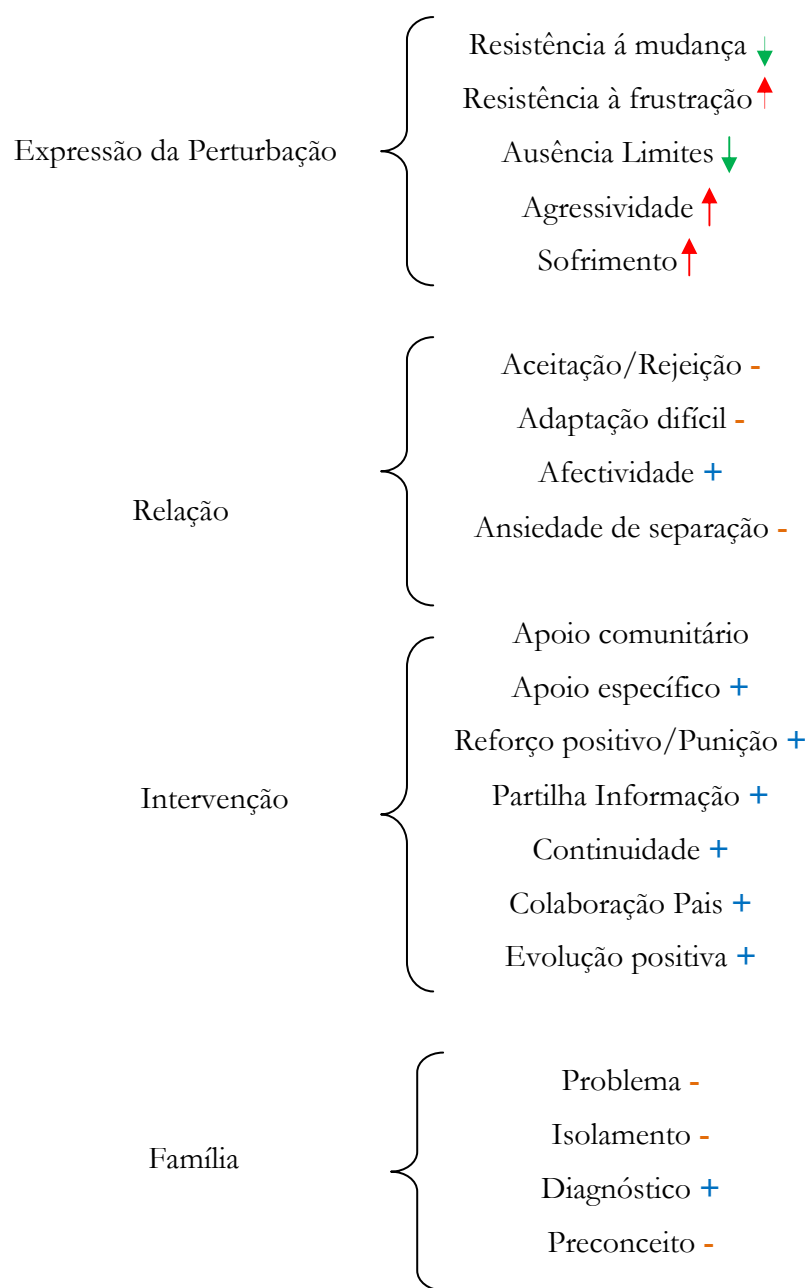 Expressão da Perturbação
Resistência á mudança
Resistência à frustração
Ausência Limites
Agressividade
Sofrimento
Relação
Aceitação/Rejeição -
Adaptação difícil -
Afectividade +
Ansiedade de separação -
Intervenção
Apoio comunitário
Apoio específico +
Reforço positivo/Punição +
Partilha Informação +
Continuidade +
Colaboração Pais +
Evolução positiva +
Família
Problema -
Isolamento -
Diagnóstico +
Preconceito -